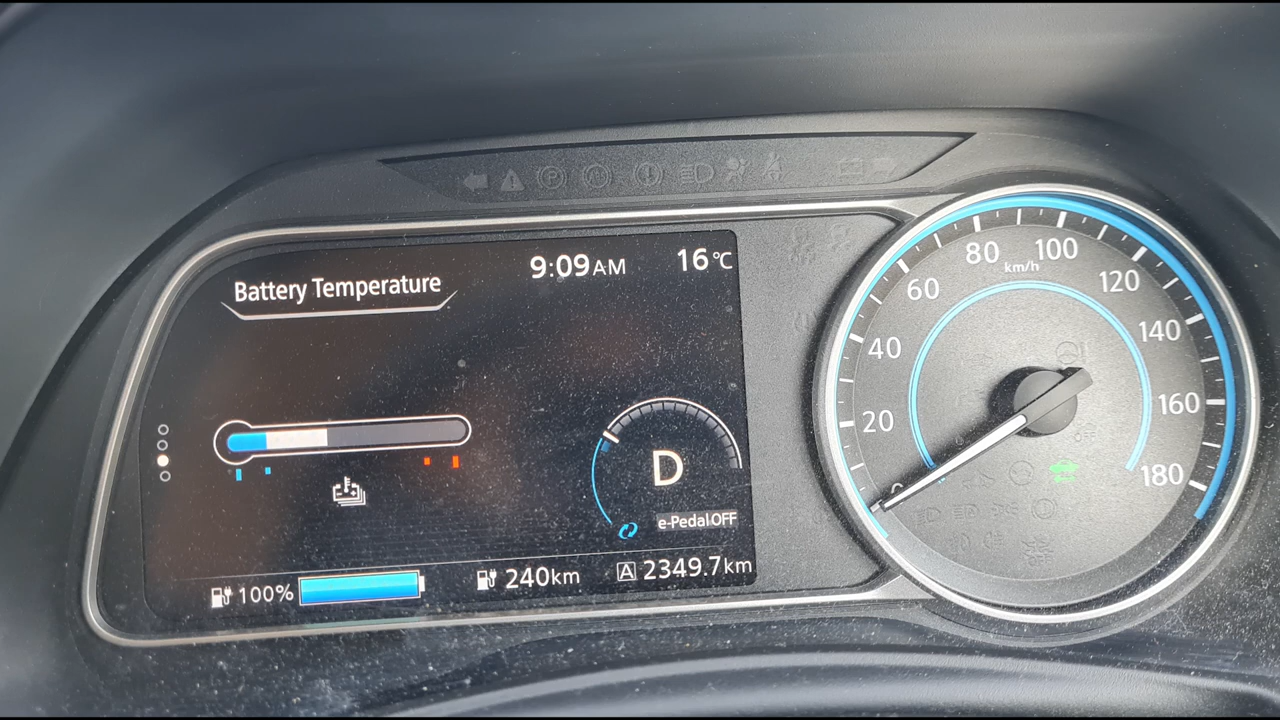 9:09AM 16°C
Battery Temperature
D
e-Pedal OFF
100% 240km A 2349.7km
0 20 40 60 80 100 120 140 160 180
km/h
P